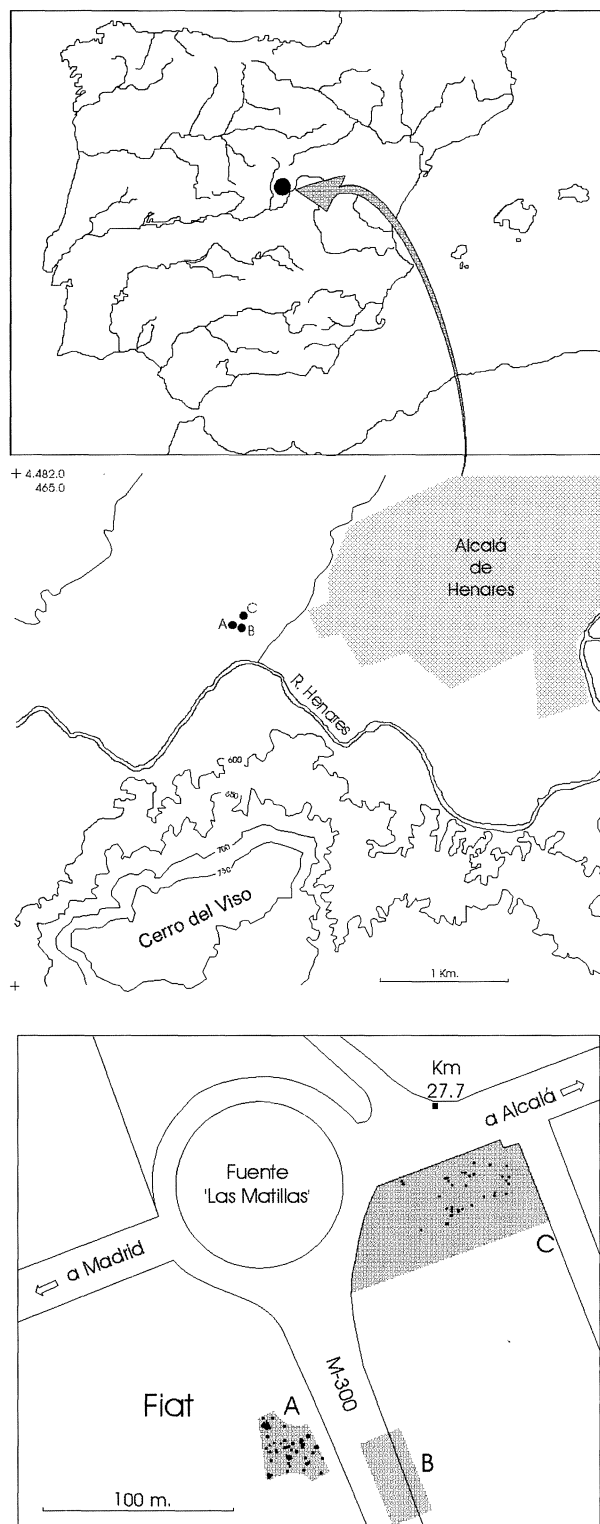 + 4.482.0
465.0
Alcalá
de
Henares
C
A
B
R. Henares
600
650
700
750
Cerro del Viso
+
1 Km.
Km
27.7
a Alcalá
Fuente
'Las Matillas'
a Madrid
C
M-300
Fiat
A
B
100 m.